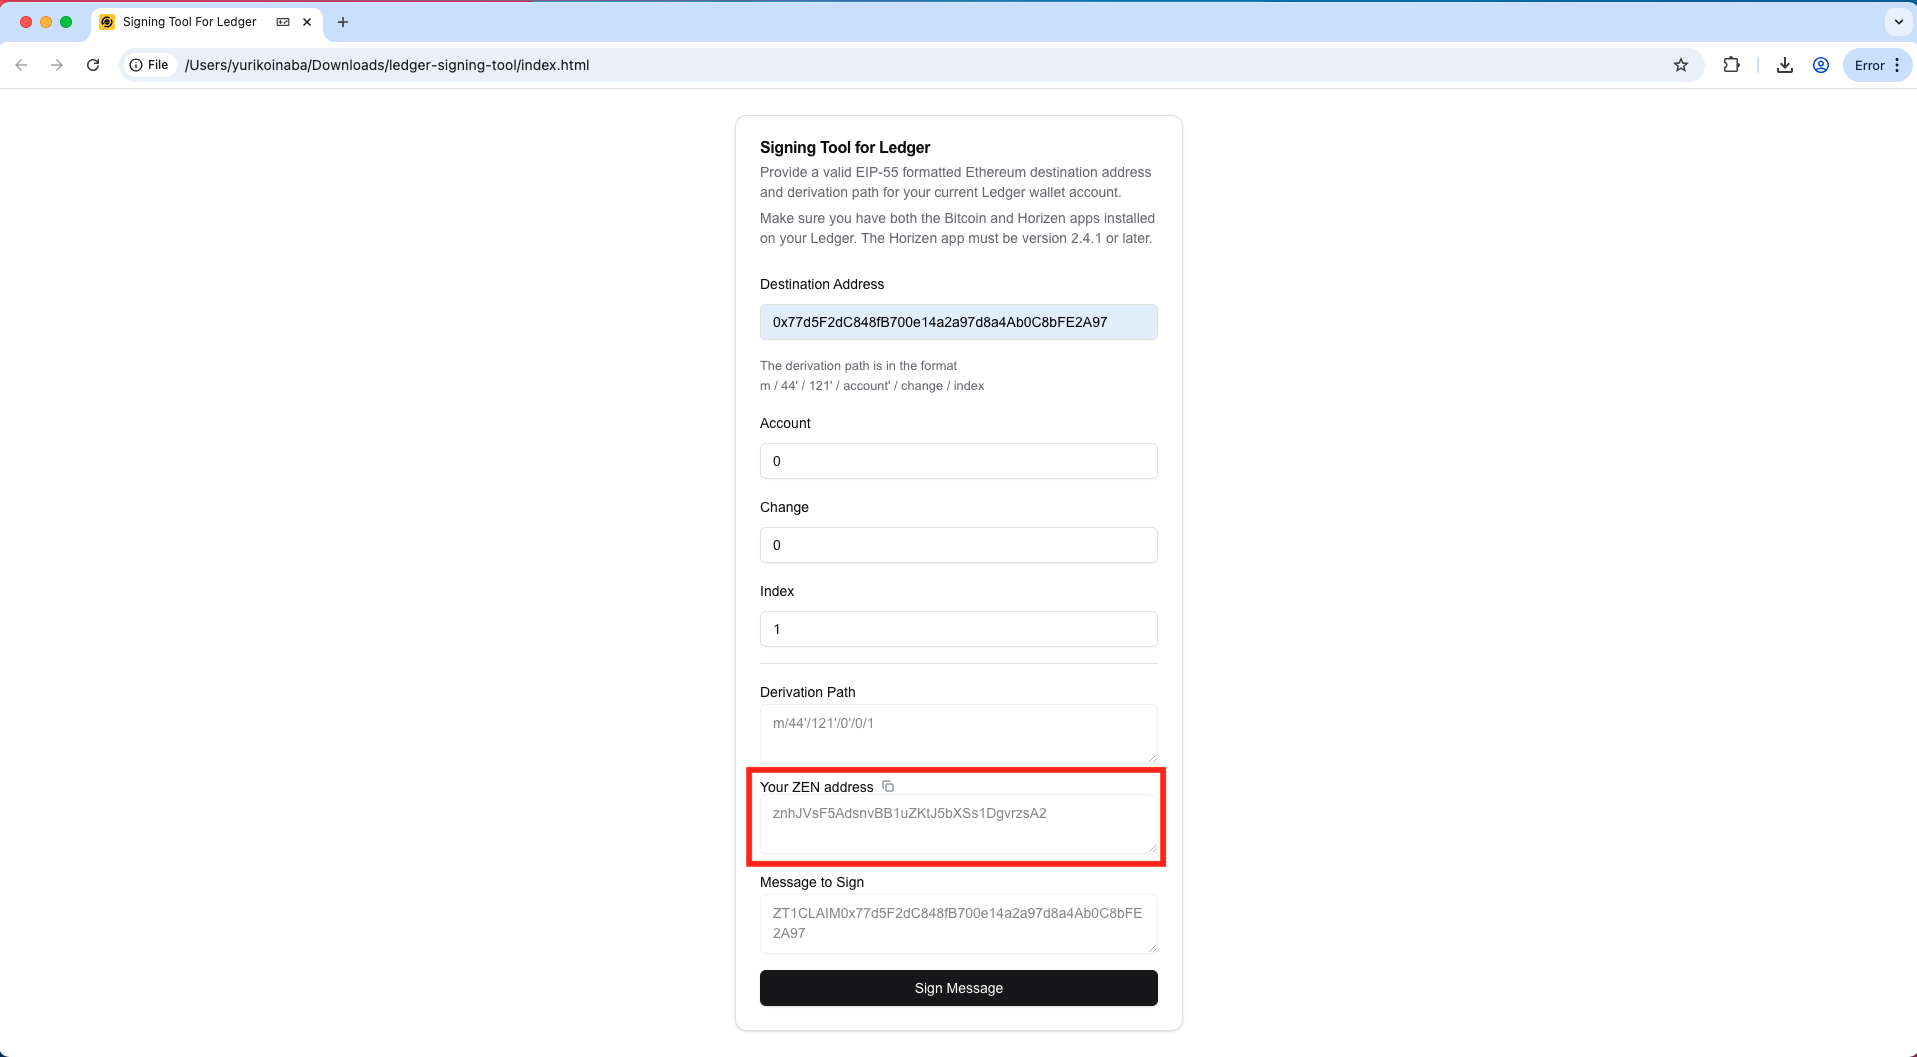 Signing Tool For Ledger
File
/Users/yurikoinaba/Downloads/ledger-signing-tool/index.html
Error
Signing Tool for Ledger
Provide a valid EIP-55 formatted Ethereum destination address
and derivation path for your current Ledger wallet account.
Make sure you have both the Bitcoin and Horizen apps installed
on your Ledger. The Horizen app must be version 2.4.1 or later.
Destination Address
0x77d5F2dC848fB700e14a2a97d8a4Ab0C8bFE2A97
The derivation path is in the format
m / 44' / 121' / account' / change / index
Account
0
Change
0
Index
1
Derivation Path
m/44'/121'/0'/0/1
Your ZEN address
znhJVsF5AdsnvBB1uZKtJ5bXSs1DgvrzsA2
Message to Sign
ZT1CLAIM0x77d5F2dC848fB700e14a2a97d8a4Ab0C8bFE
2A97
Sign Message